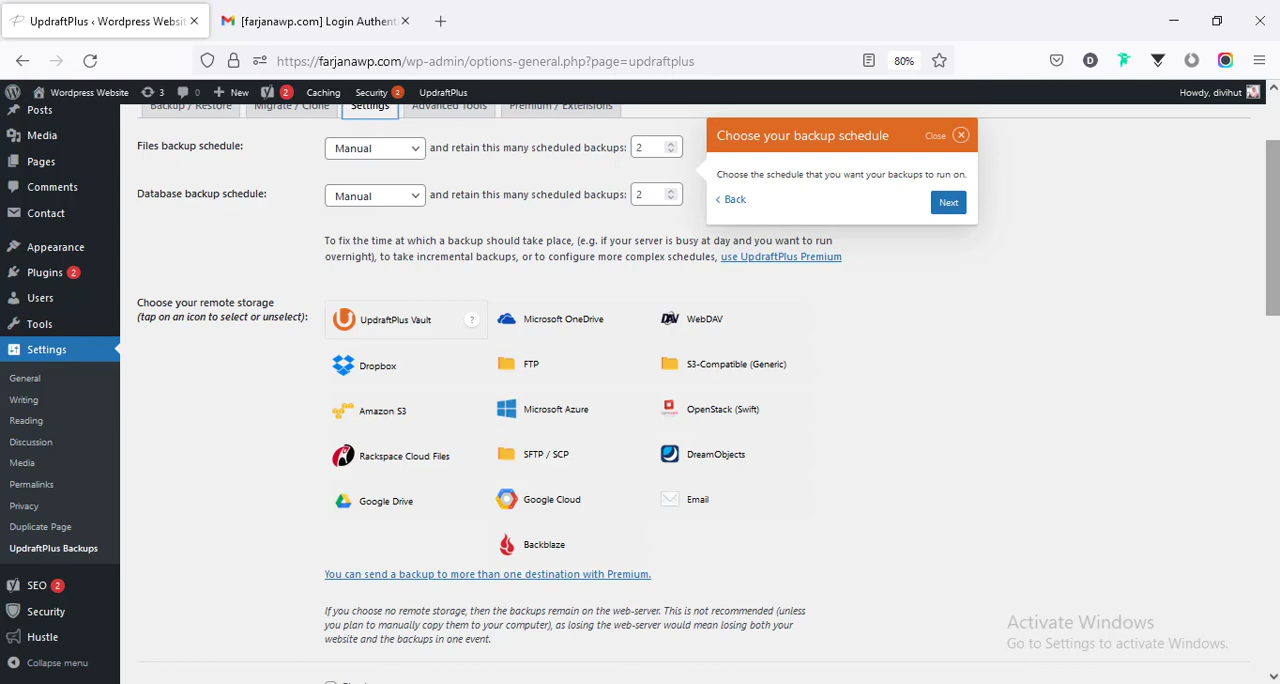 UpdraftPlus ‹ Wordpress Websit
[farjanawp.com] Login Authent
https://farjanawp.com/wp-admin/options-general.php?page=updraftplus
80%
Wordpress Website
3
0
New
2
Caching
Security 2
UpdraftPlus
Howdy, divihut
Posts
Media
Pages
Comments
Contact
Appearance
Plugins 2
Users
Tools
Settings
General
Writing
Reading
Discussion
Media
Permalinks
Privacy
Duplicate Page
UpdraftPlus Backups
SEO 2
Security
Hustle
Collapse menu
Backup / Restore
Migrate / Clone
Settings
Advanced Tools
Premium / Extensions
Files backup schedule:
Manual
and retain this many scheduled backups: 2
Database backup schedule:
Manual
and retain this many scheduled backups: 2
Choose your backup schedule
Close
Choose the schedule that you want your backups to run on.
Back
Next
To fix the time at which a backup should take place, (e.g. if your server is busy at day and you want to run
overnight), to take incremental backups, or to configure more complex schedules, use UpdraftPlus Premium
Choose your remote storage
(tap on an icon to select or unselect):
UpdraftPlus Vault ?
Microsoft OneDrive
WebDAV
Dropbox
FTP
S3-Compatible (Generic)
Amazon S3
Microsoft Azure
OpenStack (Swift)
Rackspace Cloud Files
SFTP / SCP
DreamObjects
Google Drive
Google Cloud
Email
Backblaze
You can send a backup to more than one destination with Premium.
If you choose no remote storage, then the backups remain on the web-server. This is not recommended (unless
you plan to manually copy them to your computer), as losing the web-server would mean losing both your
website and the backups in one event.
Activate Windows
Go to Settings to activate Windows.